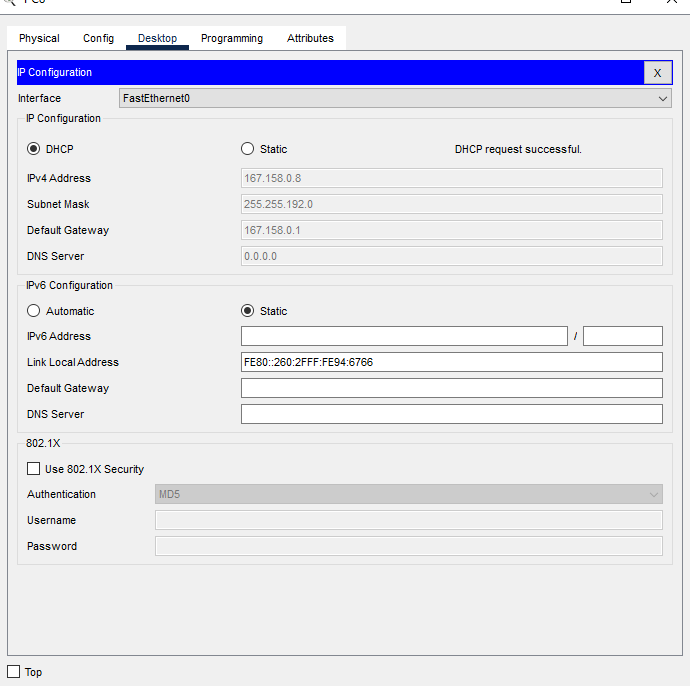 Physical Config Desktop Programming Attributes
IP Configuration X
Interface FastEthernet0
IP Configuration
DHCP Static DHCP request successful.
IPv4 Address 167.158.0.8
Subnet Mask 255.255.192.0
Default Gateway 167.158.0.1
DNS Server 0.0.0.0
IPv6 Configuration
Automatic Static
IPv6 Address /
Link Local Address FE80::260:2FFF:FE94:6766
Default Gateway
DNS Server
802.1X
Use 802.1X Security
Authentication MD5
Username
Password
Top